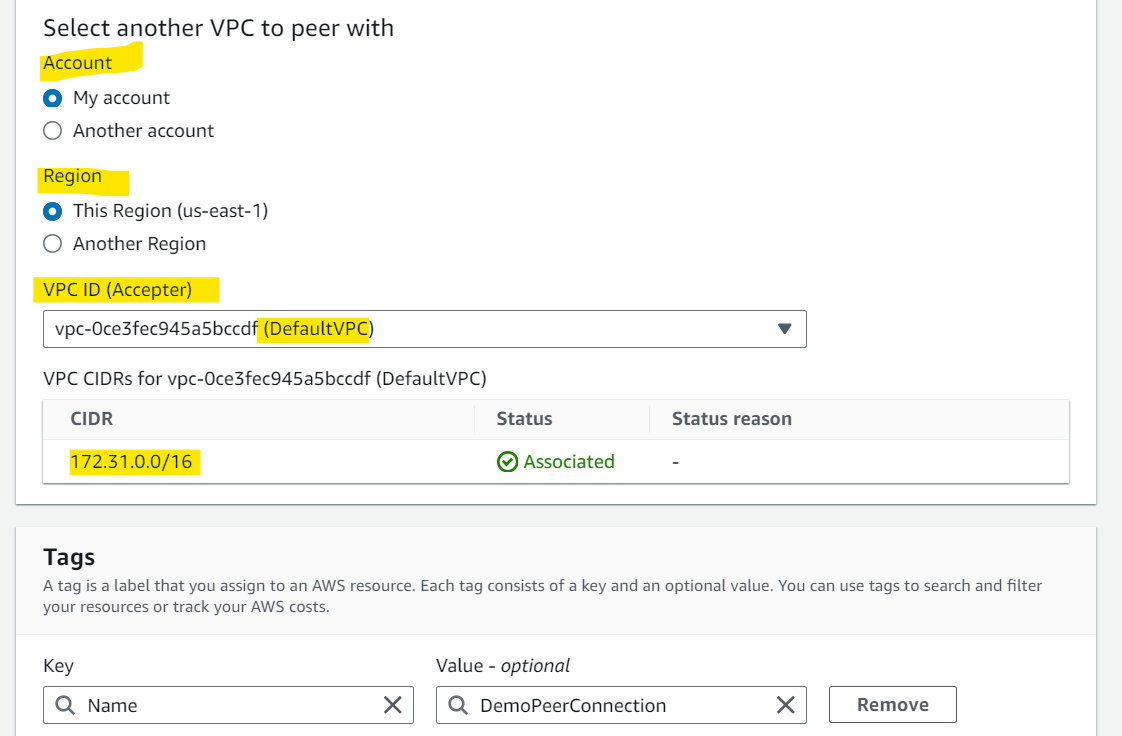 Select another VPC to peer with
Account
My account
Another account
Region
This Region (us-east-1)
Another Region
VPC ID (Accepter)
vpc-0ce3fec945a5bccdf (DefaultVPC)
VPC CIDRs for vpc-0ce3fec945a5bccdf (DefaultVPC)
CIDR Status Status reason
172.31.0.0/16 Associated -
Tags
A tag is a label that you assign to an AWS resource. Each tag consists of a key and an optional value. You can use tags to search and filter
your resources or track your AWS costs.
Key Value - optional
Name DemoPeerConnection Remove